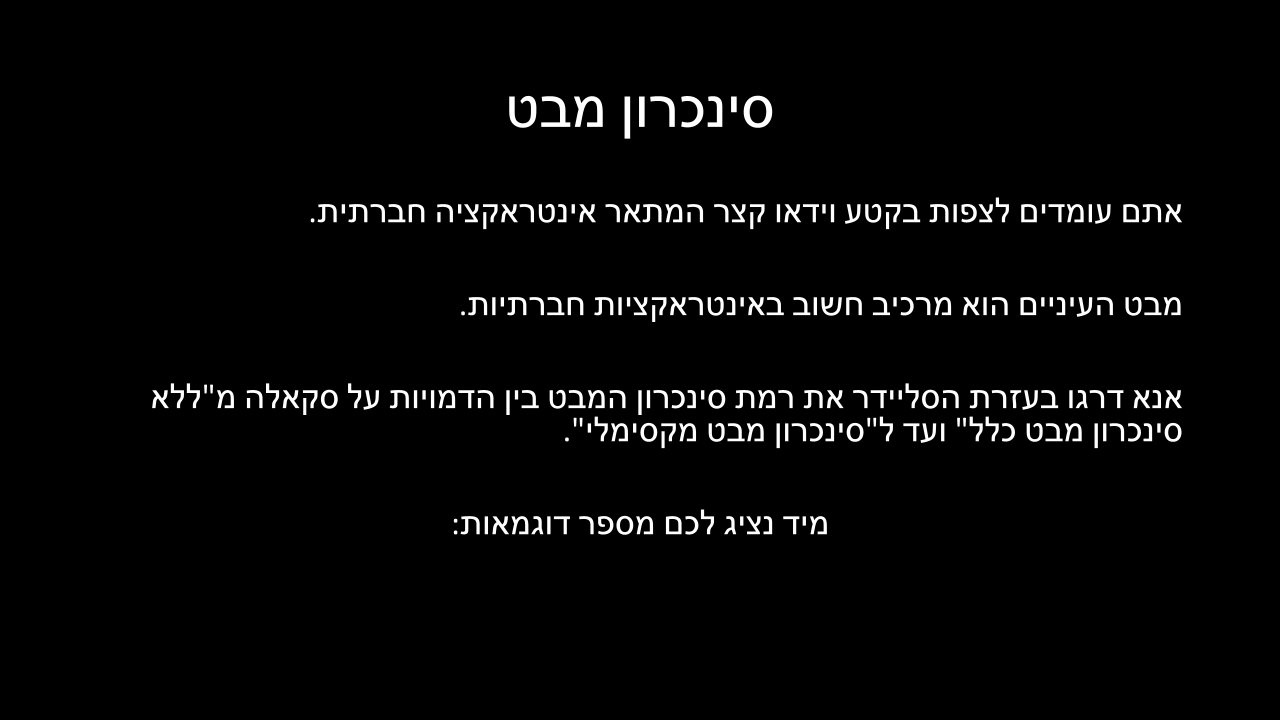 סינכרון מבט
אתם עומדים לצפות בקטע וידאו קצר המתאר אינטראקציה חברתית.
מבט העיניים הוא מרכיב חשוב באינטראקציות חברתיות.
אנא דרגו בעזרת הסליידר את רמת סינכרון המבט בין הדמויות על סקאלה מ"ללא
סינכרון מבט כלל" ועד ל"סינכרון מבט מקסימלי".
מיד נציג לכם מספר דוגמאות: